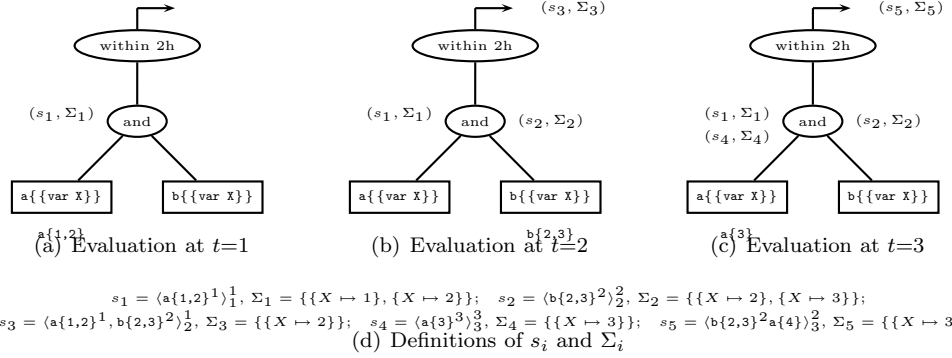 (s₃, Σ₃) (s₅, Σ₅)
within 2h within 2h within 2h
(s₁, Σ₁) and (s₁, Σ₁) and (s₂, Σ₂) (s₁, Σ₁) and (s₂, Σ₂)
(s₄, Σ₄)
a{{var X}} b{{var X}} a{{var X}} b{{var X}} a{{var X}} b{{var X}}
a{1,2} b{2,3} a{3}
(a) Evaluation at t=1 (b) Evaluation at t=2 (c) Evaluation at t=3
s₁ = ⟨a{1,2}¹⟩₁¹, Σ₁ = {{X ↦ 1}, {X ↦ 2}}; s₂ = ⟨b{2,3}²⟩₂², Σ₂ = {{X ↦ 2}, {X ↦ 3}};
s₃ = ⟨a{1,2}¹, b{2,3}²⟩₂¹, Σ₃ = {{X ↦ 2}}; s₄ = ⟨a{3}³⟩₃³, Σ₄ = {{X ↦ 3}}; s₅ = ⟨b{2,3}²a{4}⟩₃², Σ₅ = {{X ↦ 3
(d) Definitions of sᵢ and Σᵢ